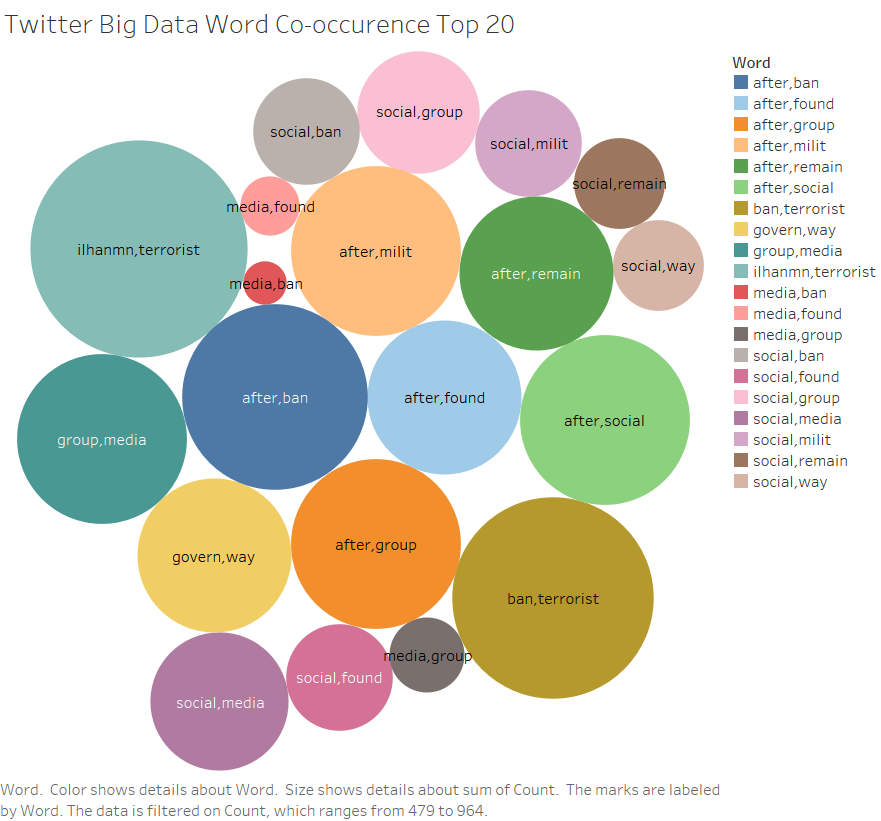 Twitter Big Data Word Co-occurence Top 20
social,group
social,ban
social,milit
social,remain
media,found
ilhanmn,terrorist
after,milit
after,remain
social,way
media,ban
after,ban
after,found
after,social
group,media
after,group
govern,way
ban,terrorist
media,group
social,found
social,media
Word
after,ban
after,found
after,group
after,milit
after,remain
after,social
ban,terrorist
govern,way
group,media
ilhanmn,terrorist
media,ban
media,found
media,group
social,ban
social,found
social,group
social,media
social,milit
social,remain
social,way
Word.  Color shows details about Word.  Size shows details about sum of Count.  The marks are labeled
by Word. The data is filtered on Count, which ranges from 479 to 964.